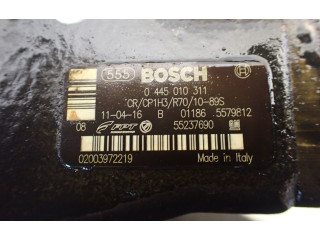 555 BOSCH
0 445 010 311
CR/CP1H3/R70/10-89S
11-04-16 B 01186 5579812
08 FPT 55237690
02003972219 Made in Italy